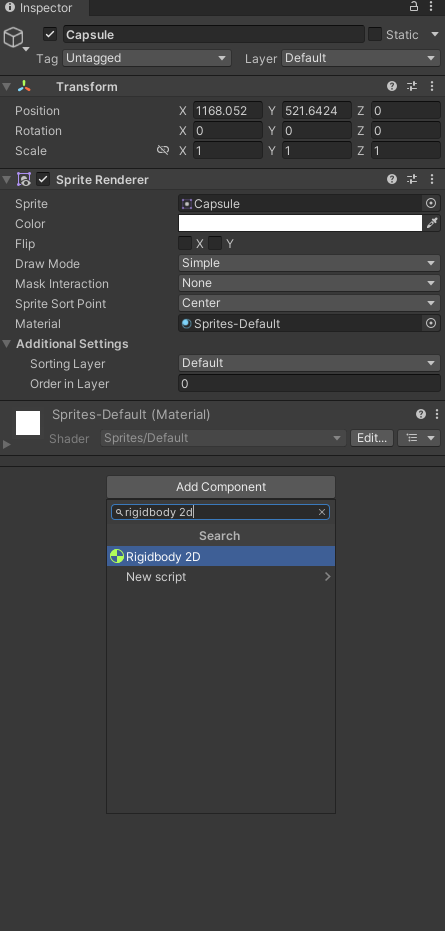 Inspector
Capsule Static
Tag Untagged Layer Default
Transform
Position X 1168.052 Y 521.6424 Z 0
Rotation X 0 Y 0 Z 0
Scale X 1 Y 1 Z 1
Sprite Renderer
Sprite Capsule
Color
Flip X Y
Draw Mode Simple
Mask Interaction None
Sprite Sort Point Center
Material Sprites-Default
Additional Settings
Sorting Layer Default
Order in Layer 0
Sprites-Default (Material)
Shader Sprites/Default Edit...
Add Component
rigidbody 2d
Search
Rigidbody 2D
New script